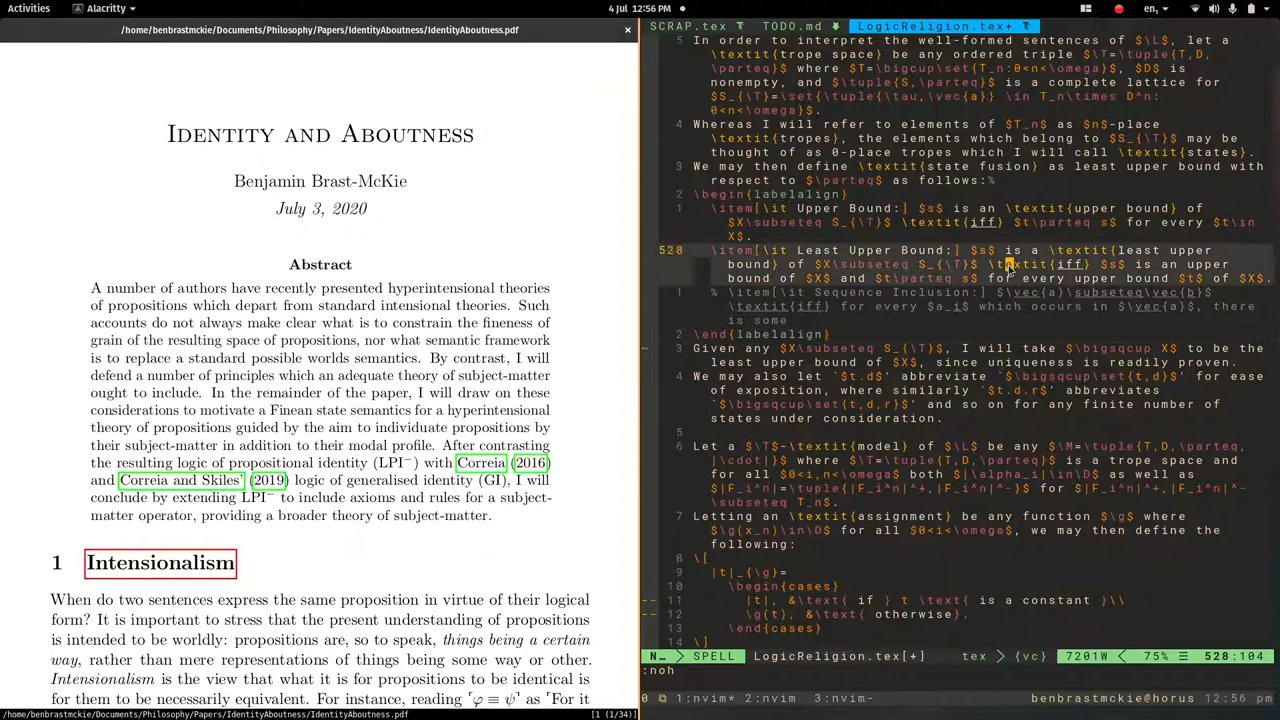 Activities
Alacritty
4 Jul 12:56 PM
en₁
/home/benbrastmckie/Documents/Philosophy/Papers/IdentityAboutness/IdentityAboutness.pdf
IDENTITY AND ABOUTNESS
Benjamin Brast-McKie
July 3, 2020
Abstract
A number of authors have recently presented hyperintensional theories
of propositions which depart from standard intensional theories. Such
accounts do not always make clear what is to constrain the fineness of
grain of the resulting space of propositions, nor what semantic framework
is to replace a standard possible worlds semantics. By contrast, I will
defend a number of principles which an adequate theory of subject-matter
ought to include. In the remainder of the paper, I will draw on these
considerations to motivate a Finean state semantics for a hyperintensional
theory of propositions guided by the aim to individuate propositions by
their subject-matter in addition to their modal profile. After contrasting
the resulting logic of propositional identity (LPI⁻) with Correia (2016)
and Correia and Skiles' (2019) logic of generalised identity (GI), I will
conclude by extending LPI⁻ to include axioms and rules for a subject-
matter operator, providing a broader theory of subject-matter.
1 Intensionalism
When do two sentences express the same proposition in virtue of their logical
form? It is important to stress that the present understanding of propositions
is intended to be worldly: propositions are, so to speak, things being a certain
way, rather than mere representations of things being some way or other.
Intensionalism is the view that what it is for propositions to be identical is
for them to be necessarily equivalent. For instance, reading ⌜φ ≡ ψ⌝ as ⌜For it
/home/benbrastmckie/Documents/Philosophy/Papers/IdentityAboutness/IdentityAboutness.pdf
[1 (1/34)]
SCRAP.tex
TODO.md
LogicReligion.tex+
5 In order to interpret the well-formed sentences of $\L$, let a
\textit{trope space} be any ordered triple $\T=\tuple{T,D,
\parteq}$ where $T=\bigcup\set{T_n:0<n<\omega}$, $D$ is
nonempty, and $\tuple{S,\parteq}$ is a complete lattice for
$S_{\T}=\set{\tuple{\tau,\vec{a}} \in T_n\times D^n:
0<n<\omega}$.
4 Whereas I will refer to elements of $T_n$ as $n$-place
\textit{tropes}, the elements which belong to $S_{\T}$ may be
thought of as 0-place tropes which I will call \textit{states}.
3 We may then define \textit{state fusion} as least upper bound with
respect to $\parteq$ as follows:%
2 \begin{labelalign}
1 \item[\it Upper Bound:] $s$ is an \textit{upper bound} of
$X\subseteq S_{\T}$ \textit{iff} $t\parteq s$ for every $t\in
X$.
528 \item[\it Least Upper Bound:] $s$ is a \textit{least upper
bound} of $X\subseteq S_{\T}$ \textit{iff} $s$ is an upper
bound of $X$ and $t\parteq s$ for every upper bound $t$ of $X$.
1 % \item[\it Sequence Inclusion:] $\vec{a}\subseteq\vec{b}$
\textit{iff} for every $a_i$ which occurs in $\vec{a}$, there
is some
2 \end{labelalign}
~ 3 Given any $X\subseteq S_{\T}$, I will take $\bigsqcup X$ to be the
least upper bound of $X$, since uniqueness is readily proven.
4 We may also let `$t.d$' abbreviate `$\bigsqcup\set{t,d}$' for ease
of exposition, where similarly `$t.d.r$' abbreviates
`$\bigsqcup\set{t,d,r}$' and so on for any finite number of
states under consideration.
5
6 Let a $\T$-\textit{model} of $\L$ be any $\M=\tuple{T,D,\parteq,
|\cdot|}$ where $\T=\tuple{T,D,\parteq}$ is a trope space and
for all $0<i,n<\omega$ both $|\alpha_i|\in\D$ as well as
$|F_i^n|=\tuple{|F_i^n|^+,|F_i^n|^-}$ for $|F_i^n|^+,|F_i^n|^-
\subseteq T_n$.
7 Letting an \textit{assignment} be any function $\g$ where
$\g(x_n)\in\D$ for all $0<i<\omega$, we may then define the
following:
8 \[
9 |t|_{\g}=
10 \begin{cases}
-- 11 |t|, &\text{ if } t \text{ is a constant }\\
-- 12 \g(t), &\text{ otherwise}.
13 \end{cases}
14 \]
N… SPELL LogicReligion.tex[+] tex {vc} 7201W 75% ☰ 528:104
:noh
0 1:nvim* 2:nvim 3:nvim- benbrastmckie@horus 12:56 pm